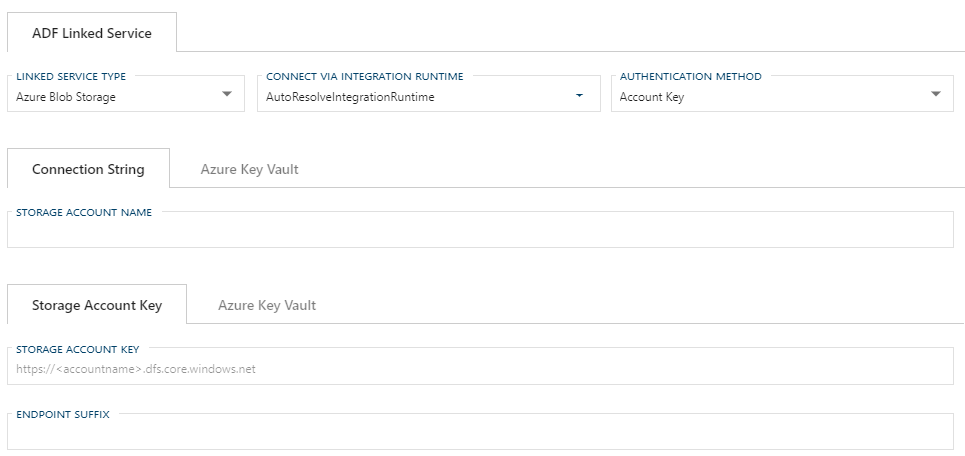 ADF Linked Service
LINKED SERVICE TYPE CONNECT VIA INTEGRATION RUNTIME AUTHENTICATION METHOD
Azure Blob Storage AutoResolveIntegrationRuntime Account Key
Connection String Azure Key Vault
STORAGE ACCOUNT NAME
Storage Account Key Azure Key Vault
STORAGE ACCOUNT KEY
https://<accountname>.dfs.core.windows.net
ENDPOINT SUFFIX